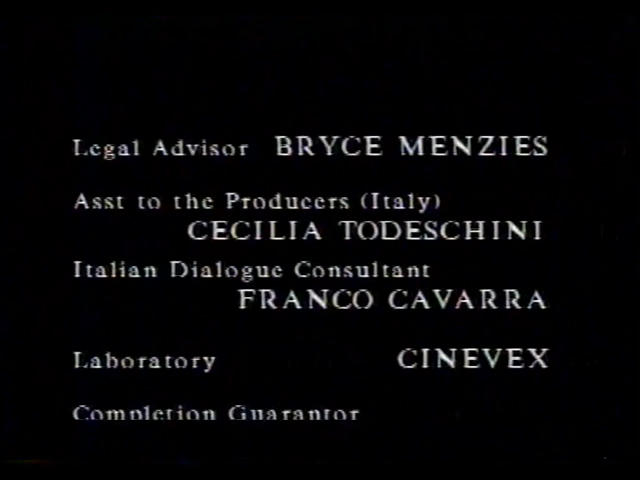 Legal Advisor BRYCE MENZIES
Asst to the Producers (Italy)
CECILIA TODESCHINI
Italian Dialogue Consultant
FRANCO CAVARRA
Laboratory CINEVEX
Completion Guarantor